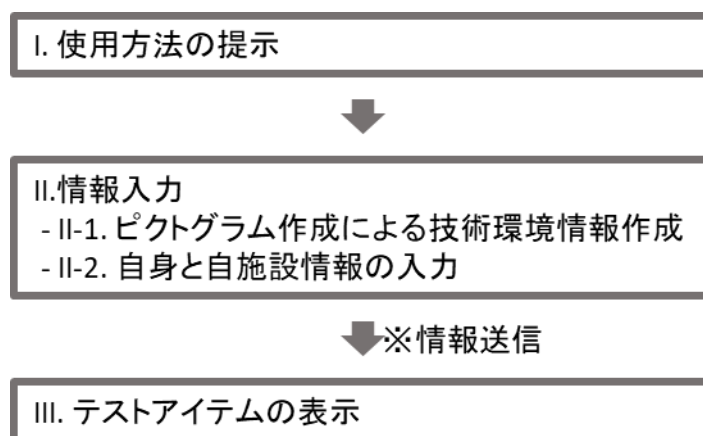 I. 使用方法の提示
II.情報入力
- II-1. ピクトグラム作成による技術環境情報作成
- II-2. 自身と自施設情報の入力
※情報送信
III. テストアイテムの表示